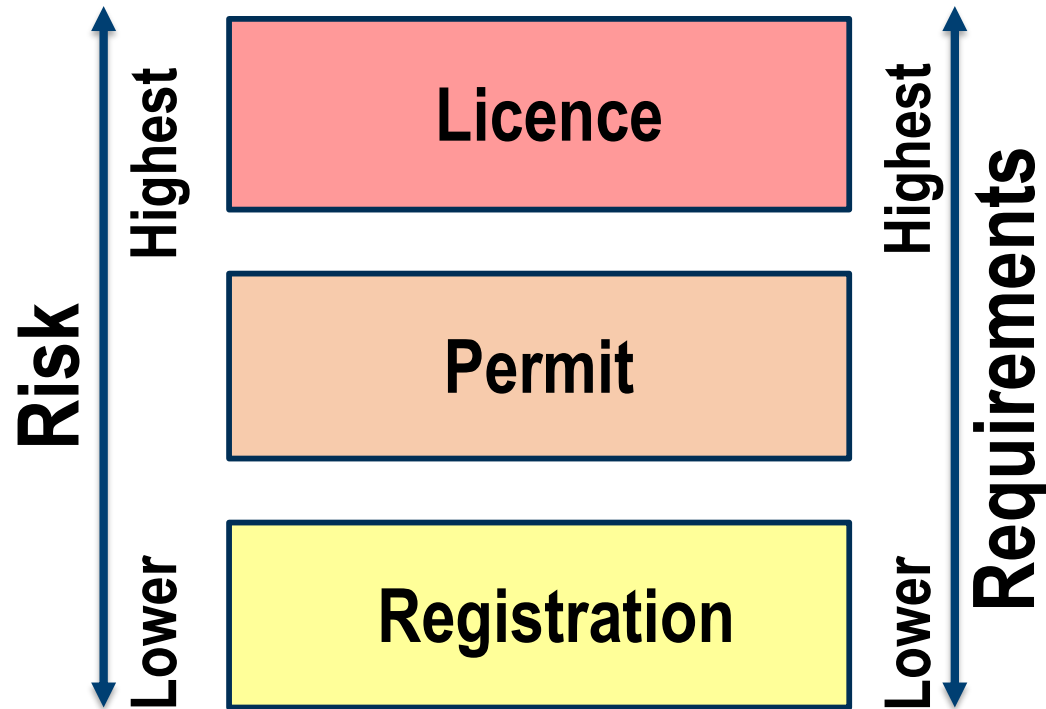 Risk
Highest
Lower
Licence
Permit
Registration
Highest
Lower
Requirements